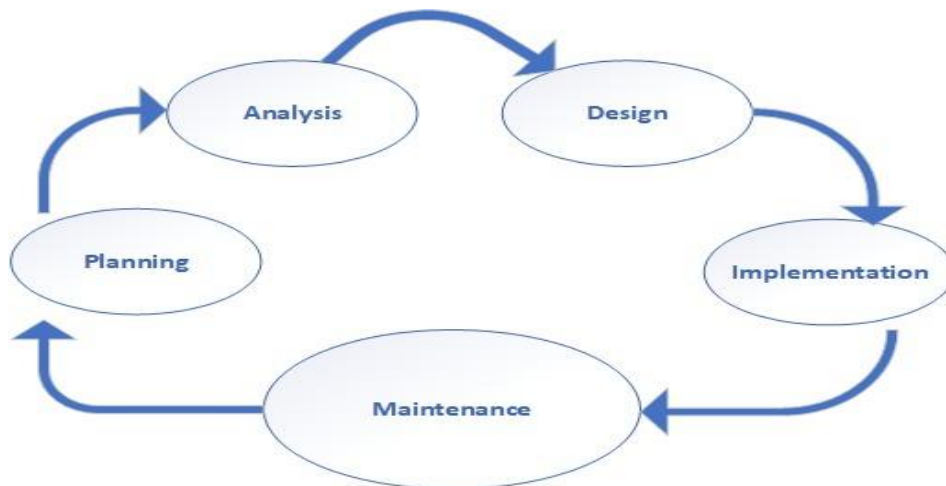 Analysis
Design
Planning
Implementation
Maintenance